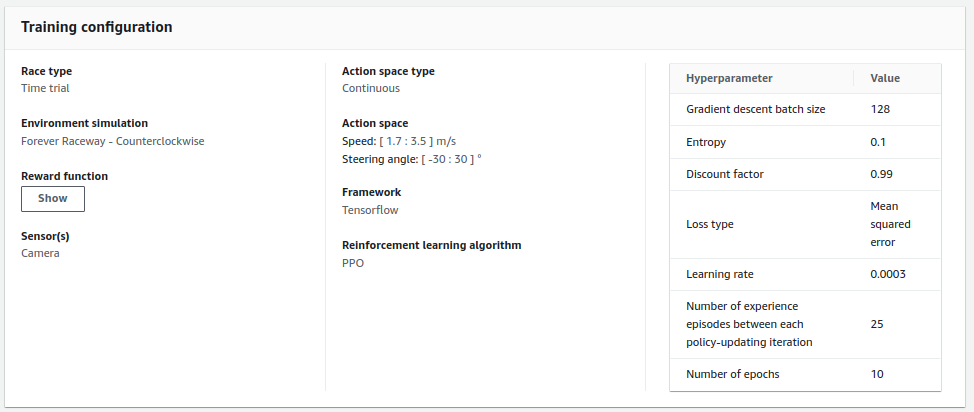 Training configuration
Race type
Time trial
Environment simulation
Forever Raceway - Counterclockwise
Reward function
Show
Sensor(s)
Camera
Action space type
Continuous
Action space
Speed: [ 1.7 : 3.5 ] m/s
Steering angle: [ -30 : 30 ] °
Framework
Tensorflow
Reinforcement learning algorithm
PPO
Hyperparameter Value
Gradient descent batch size 128
Entropy 0.1
Discount factor 0.99
Loss type Mean
squared
error
Learning rate 0.0003
Number of experience
episodes between each 25
policy-updating iteration
Number of epochs 10